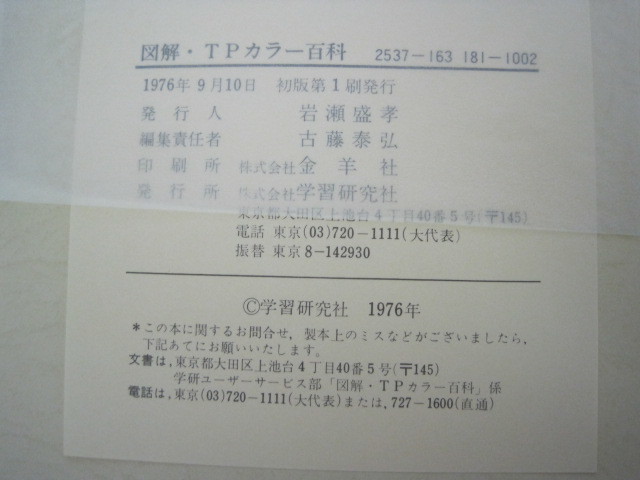 図解・TPカラー百科 2537-163 181-1002
1976年9月10日 初版第1刷発行
発行人 岩瀬盛孝
編集責任者 古藤泰弘
印刷所 株式会社金羊社
発行所 株式会社学習研究社
東京都大田区上池台4丁目40番5号(〒145)
電話 東京(03)720-1111(大代表)
振替 東京8-142930
©学習研究社 1976年
*この本に関するお問合せ,製本上のミスなどがございましたら,
下記あてにお願いいたします。
文書は,東京都大田区上池台4丁目40番5号(〒145)
学研ユーザーサービス部「図解・TPカラー百科」係
電話は,東京(03)720-1111(大代表)または,727-1600(直通)